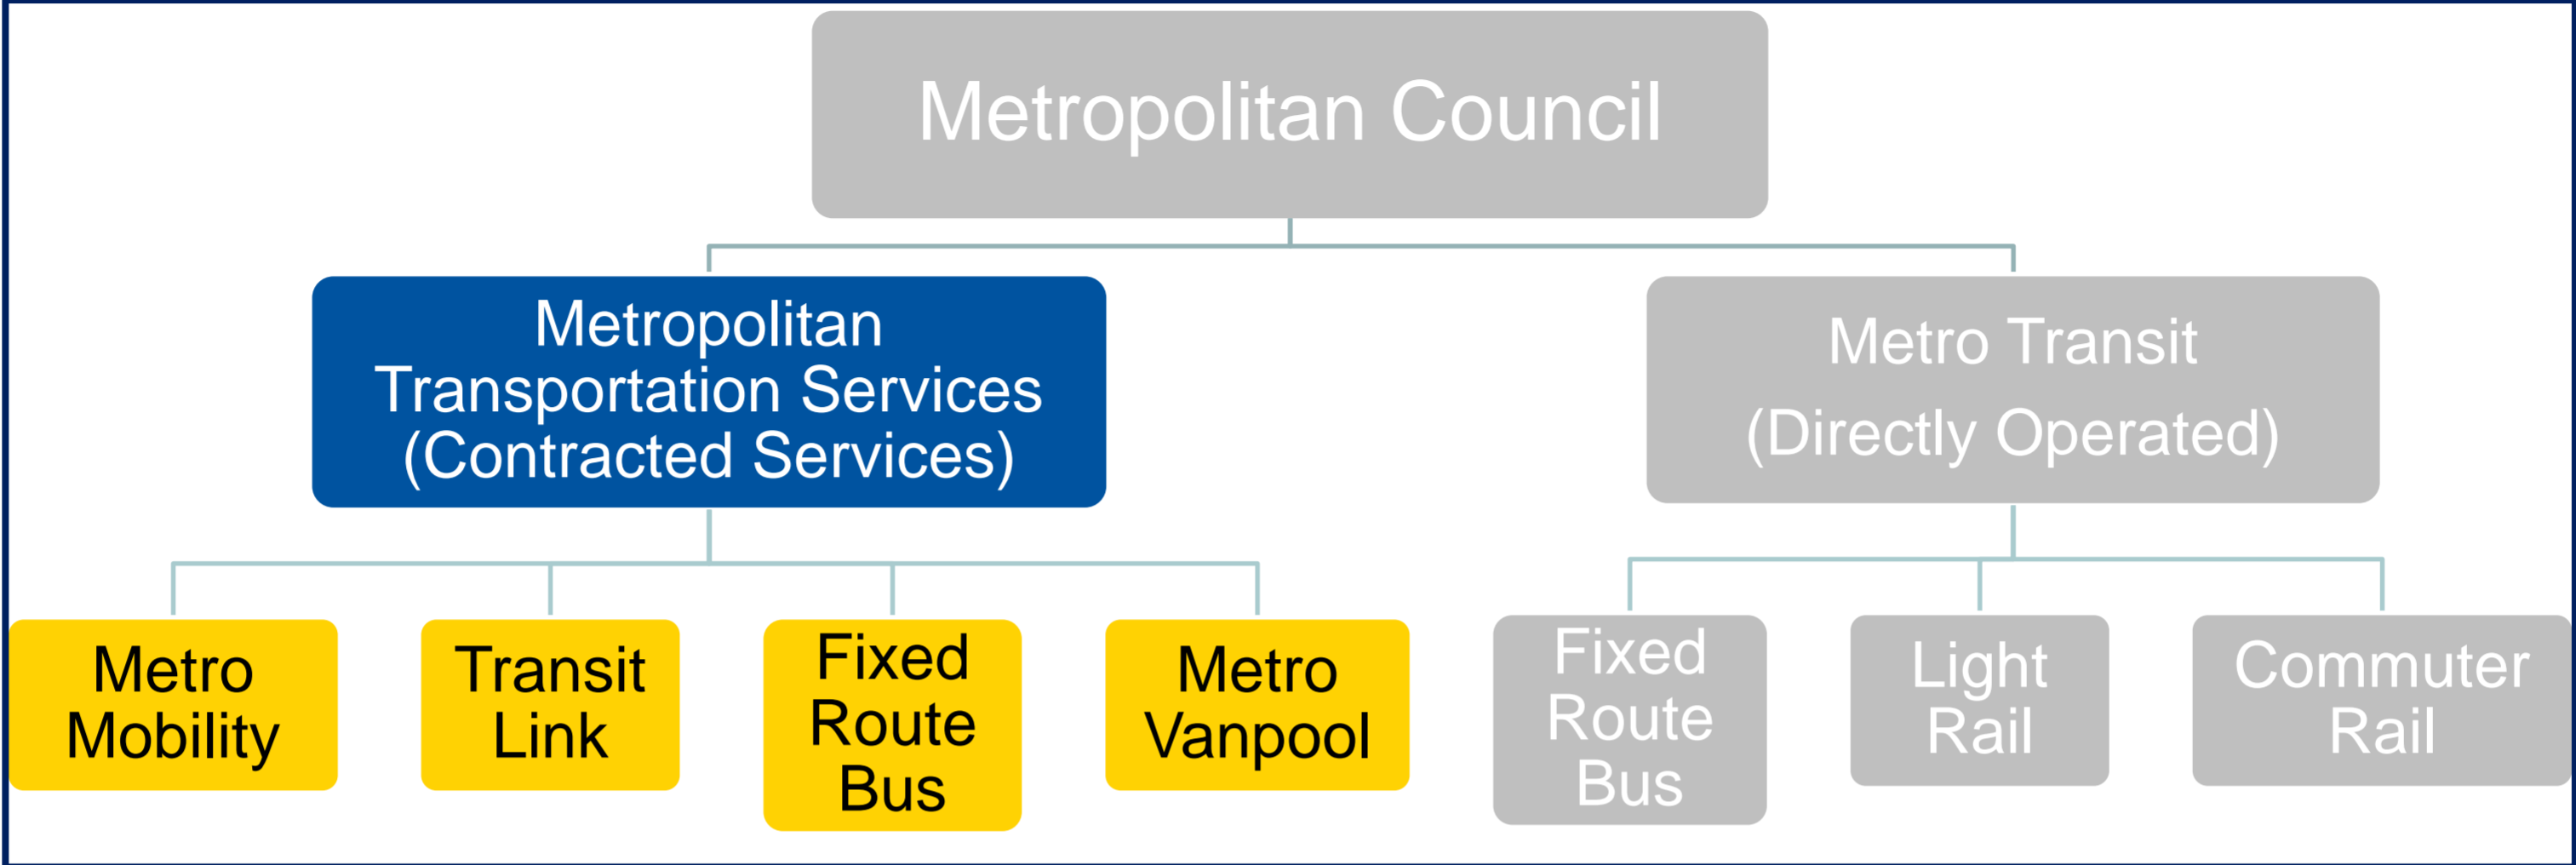 Metropolitan Council
Metropolitan
Transportation Services
(Contracted Services)
Metro Transit
(Directly Operated)
Metro
Mobility
Transit
Link
Fixed
Route
Bus
Metro
Vanpool
Fixed
Route
Bus
Light
Rail
Commuter
Rail